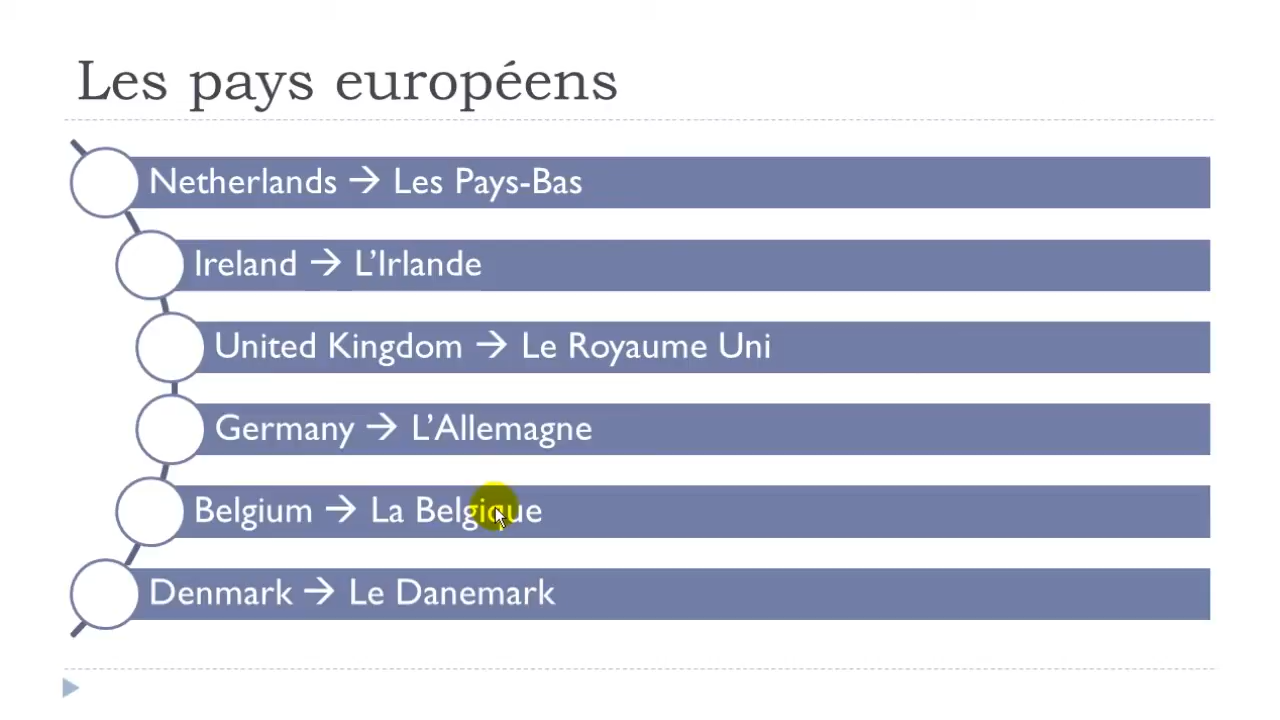 Les pays européens
Netherlands → Les Pays-Bas
Ireland → L’Irlande
United Kingdom → Le Royaume Uni
Germany → L’Allemagne
Belgium → La Belgique
Denmark → Le Danemark